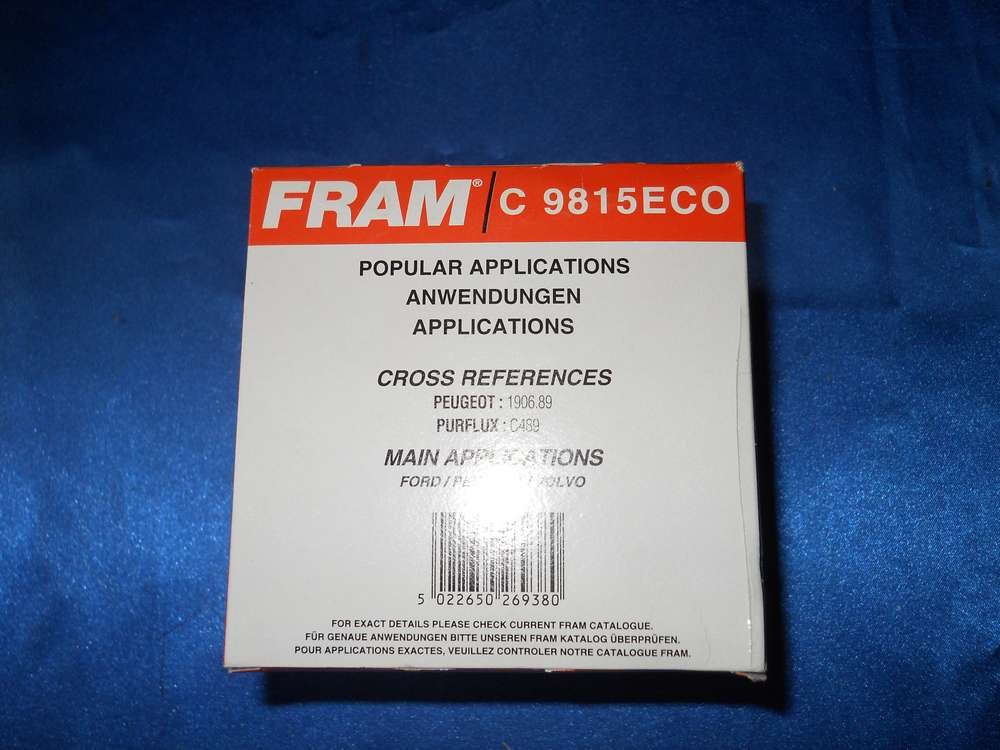 FRAM® / C 9815ECO
POPULAR APPLICATIONS
ANWENDUNGEN
APPLICATIONS
CROSS REFERENCES
PEUGEOT : 1906.89
PURFLUX : C489
MAIN APPLICATIONS
FORD /
5 022650 269380
FOR EXACT DETAILS PLEASE CHECK CURRENT FRAM CATALOGUE.
FÜR GENAUE ANWENDUNGEN BITTE UNSEREN FRAM KATALOG ÜBERPRÜFEN.
POUR APPLICATIONS EXACTES, VEUILLEZ CONTROLER NOTRE CATALOGUE FRAM.